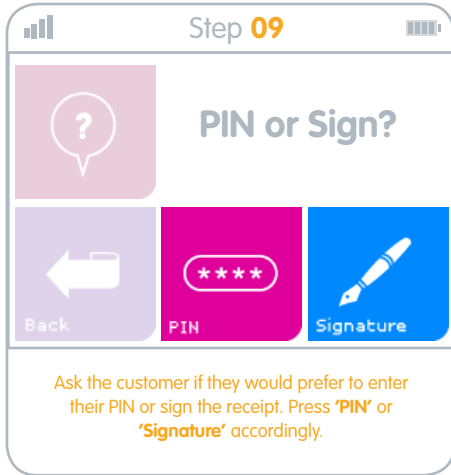 Step 09
?
PIN or Sign?
Back
****
PIN
Signature
Ask the customer if they would prefer to enter
their PIN or sign the receipt. Press ‘PIN’ or
‘Signature’ accordingly.